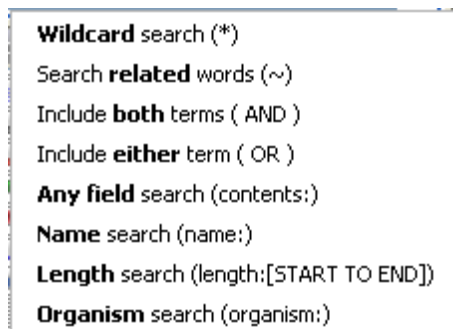 Wildcard search (*)
Search related words (~)
Include both terms ( AND )
Include either term ( OR )
Any field search (contents:)
Name search (name:)
Length search (length:[START TO END])
Organism search (organism:)